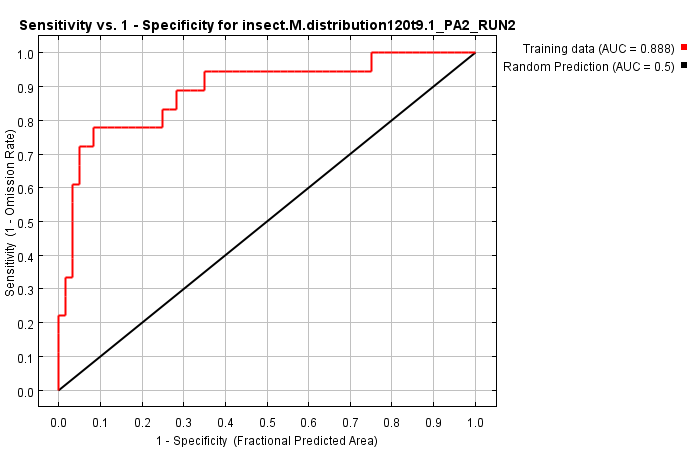 Sensitivity vs. 1 - Specificity for insect.M.distribution120t9.1_PA2_RUN2
Training data (AUC = 0.888)
Random Prediction (AUC = 0.5)
Sensitivity (1 - Omission Rate)
1.0
0.9
0.8
0.7
0.6
0.5
0.4
0.3
0.2
0.1
0.0
0.0 0.1 0.2 0.3 0.4 0.5 0.6 0.7 0.8 0.9 1.0
1 - Specificity (Fractional Predicted Area)